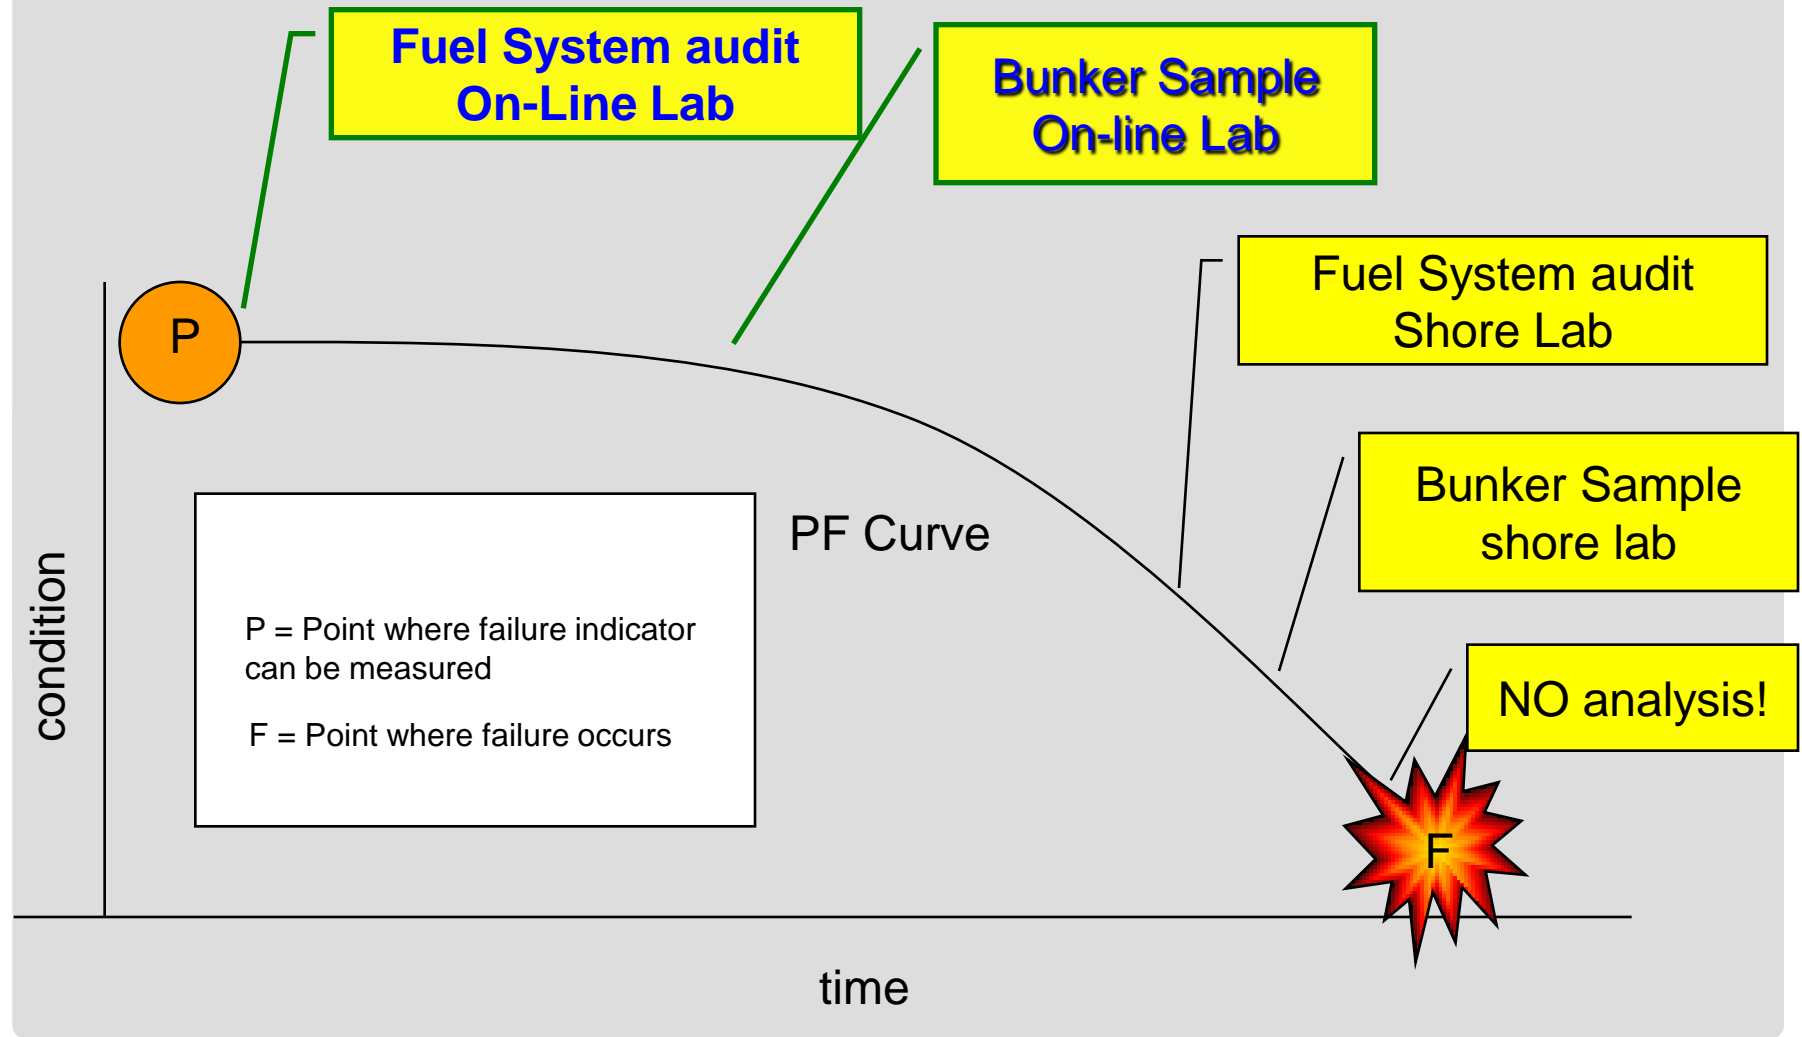 Fuel System audit
On-Line Lab
Bunker Sample
On-line Lab
Fuel System audit
Shore Lab
P
Bunker Sample
shore lab
PF Curve
condition
P = Point where failure indicator
can be measured
F = Point where failure occurs
NO analysis!
F
time